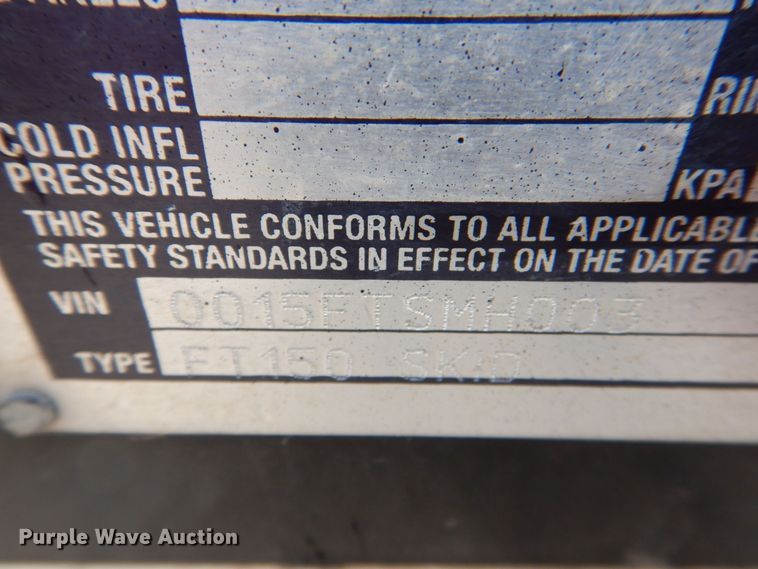 TIRE
COLD INFL
PRESSURE KPA
THIS VEHICLE CONFORMS TO ALL
SAFETY STANDARDS IN EFFECT ON THE DATE OF
VIN 0015FTSMH003
TYPE FT150 SKID
Purple Wave Auction